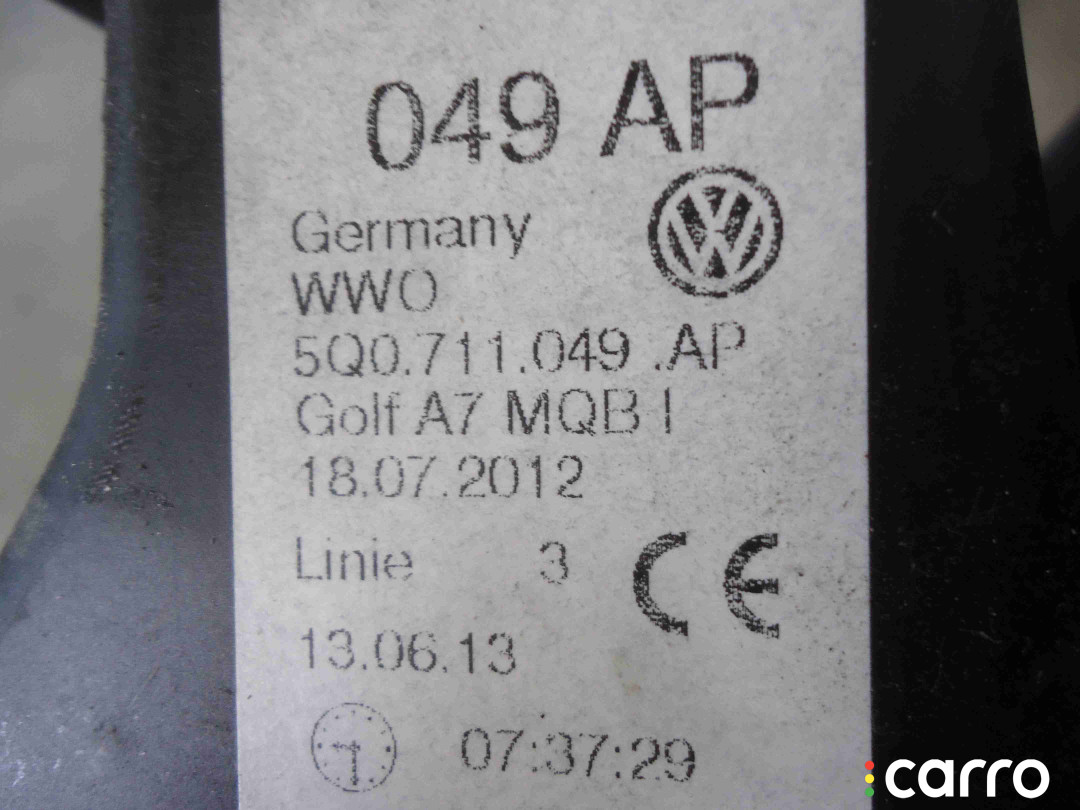 049 AP
Germany
WWO
5Q0.711.049 .AP
Golf A7 MQB I
18.07.2012
Linie 3
CE
13.06.13
07:37:29
carro